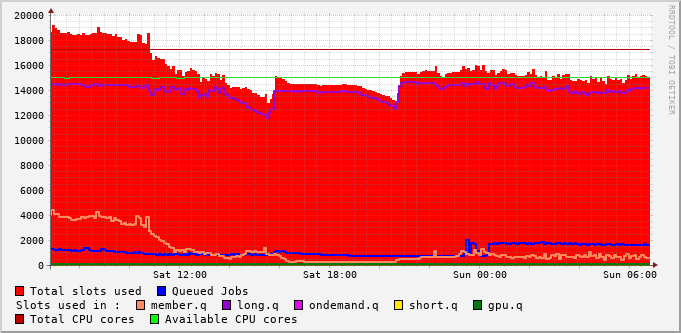 RRDTOOL / TOBI OETIKER
20000
18000
16000
14000
12000
10000
8000
6000
4000
2000
0
Sat 12:00 Sat 18:00 Sun 00:00 Sun 06:00
Total slots used Queued Jobs
Slots used in : member.q long.q ondemand.q short.q gpu.q
Total CPU cores Available CPU cores